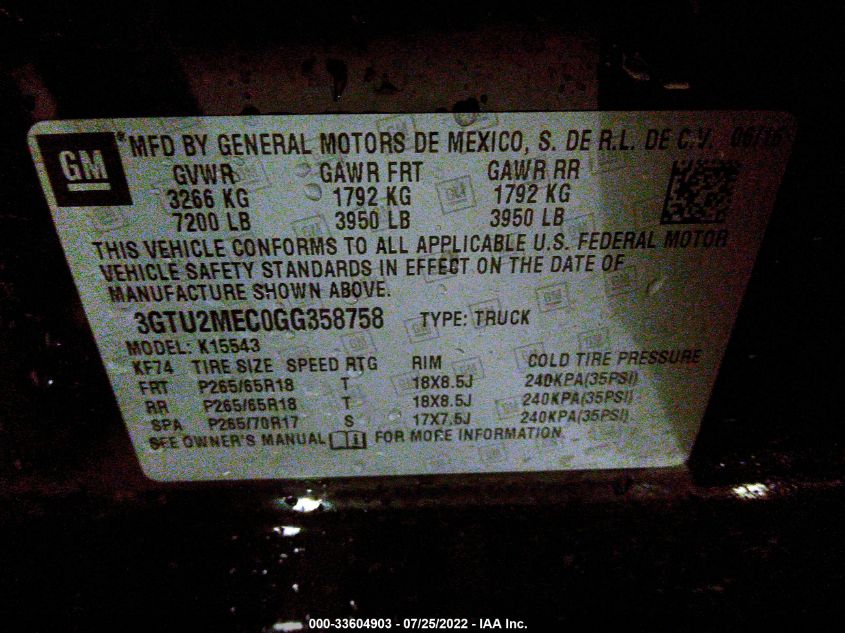 GM
*MFD BY GENERAL MOTORS DE MEXICO, S. DE R.L. DE C.V. 06/16
GVWR GAWR FRT GAWR RR
3266 KG 1792 KG 1792 KG
7200 LB 3950 LB 3950 LB
THIS VEHICLE CONFORMS TO ALL APPLICABLE U.S. FEDERAL MOTOR
VEHICLE SAFETY STANDARDS IN EFFECT ON THE DATE OF
MANUFACTURE SHOWN ABOVE.
3GTU2MEC0GG358758 TYPE: TRUCK
MODEL: K15543
KF74 TIRE SIZE SPEED RTG RIM COLD TIRE PRESSURE
FRT P265/65R18 T 18X8.5J 240KPA(35PSI)
RR P265/65R18 T 18X8.5J 240KPA(35PSI)
SPA P265/70R17 S 17X7.5J 240KPA(35PSI)
SEE OWNER'S MANUAL FOR MORE INFORMATION.
000-33604903 - 07/25/2022 - IAA Inc.